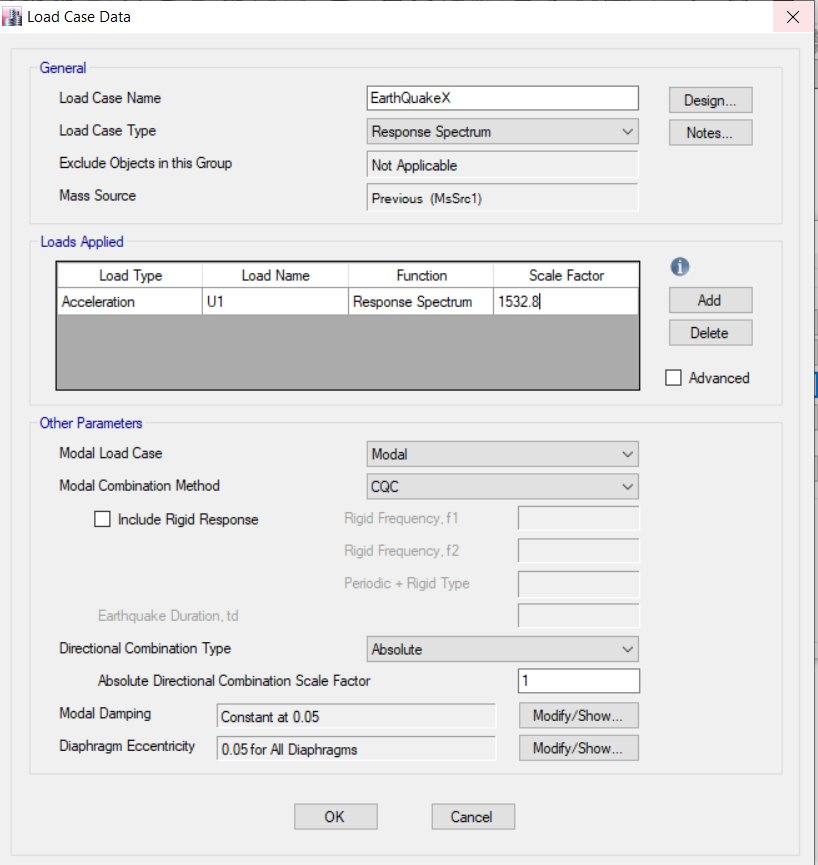 Load Case Data
General
Load Case Name EarthQuakeX Design...
Load Case Type Response Spectrum Notes...
Exclude Objects in this Group Not Applicable
Mass Source Previous (MsSrc1)
Loads Applied
Load Type Load Name Function Scale Factor
Acceleration U1 Response Spectrum 1532.8 Add
Delete
Advanced
Other Parameters
Modal Load Case Modal
Modal Combination Method CQC
Include Rigid Response Rigid Frequency, f1
Rigid Frequency, f2
Periodic + Rigid Type
Earthquake Duration, td
Directional Combination Type Absolute
Absolute Directional Combination Scale Factor 1
Modal Damping Constant at 0.05 Modify/Show...
Diaphragm Eccentricity 0.05 for All Diaphragms Modify/Show...
OK Cancel